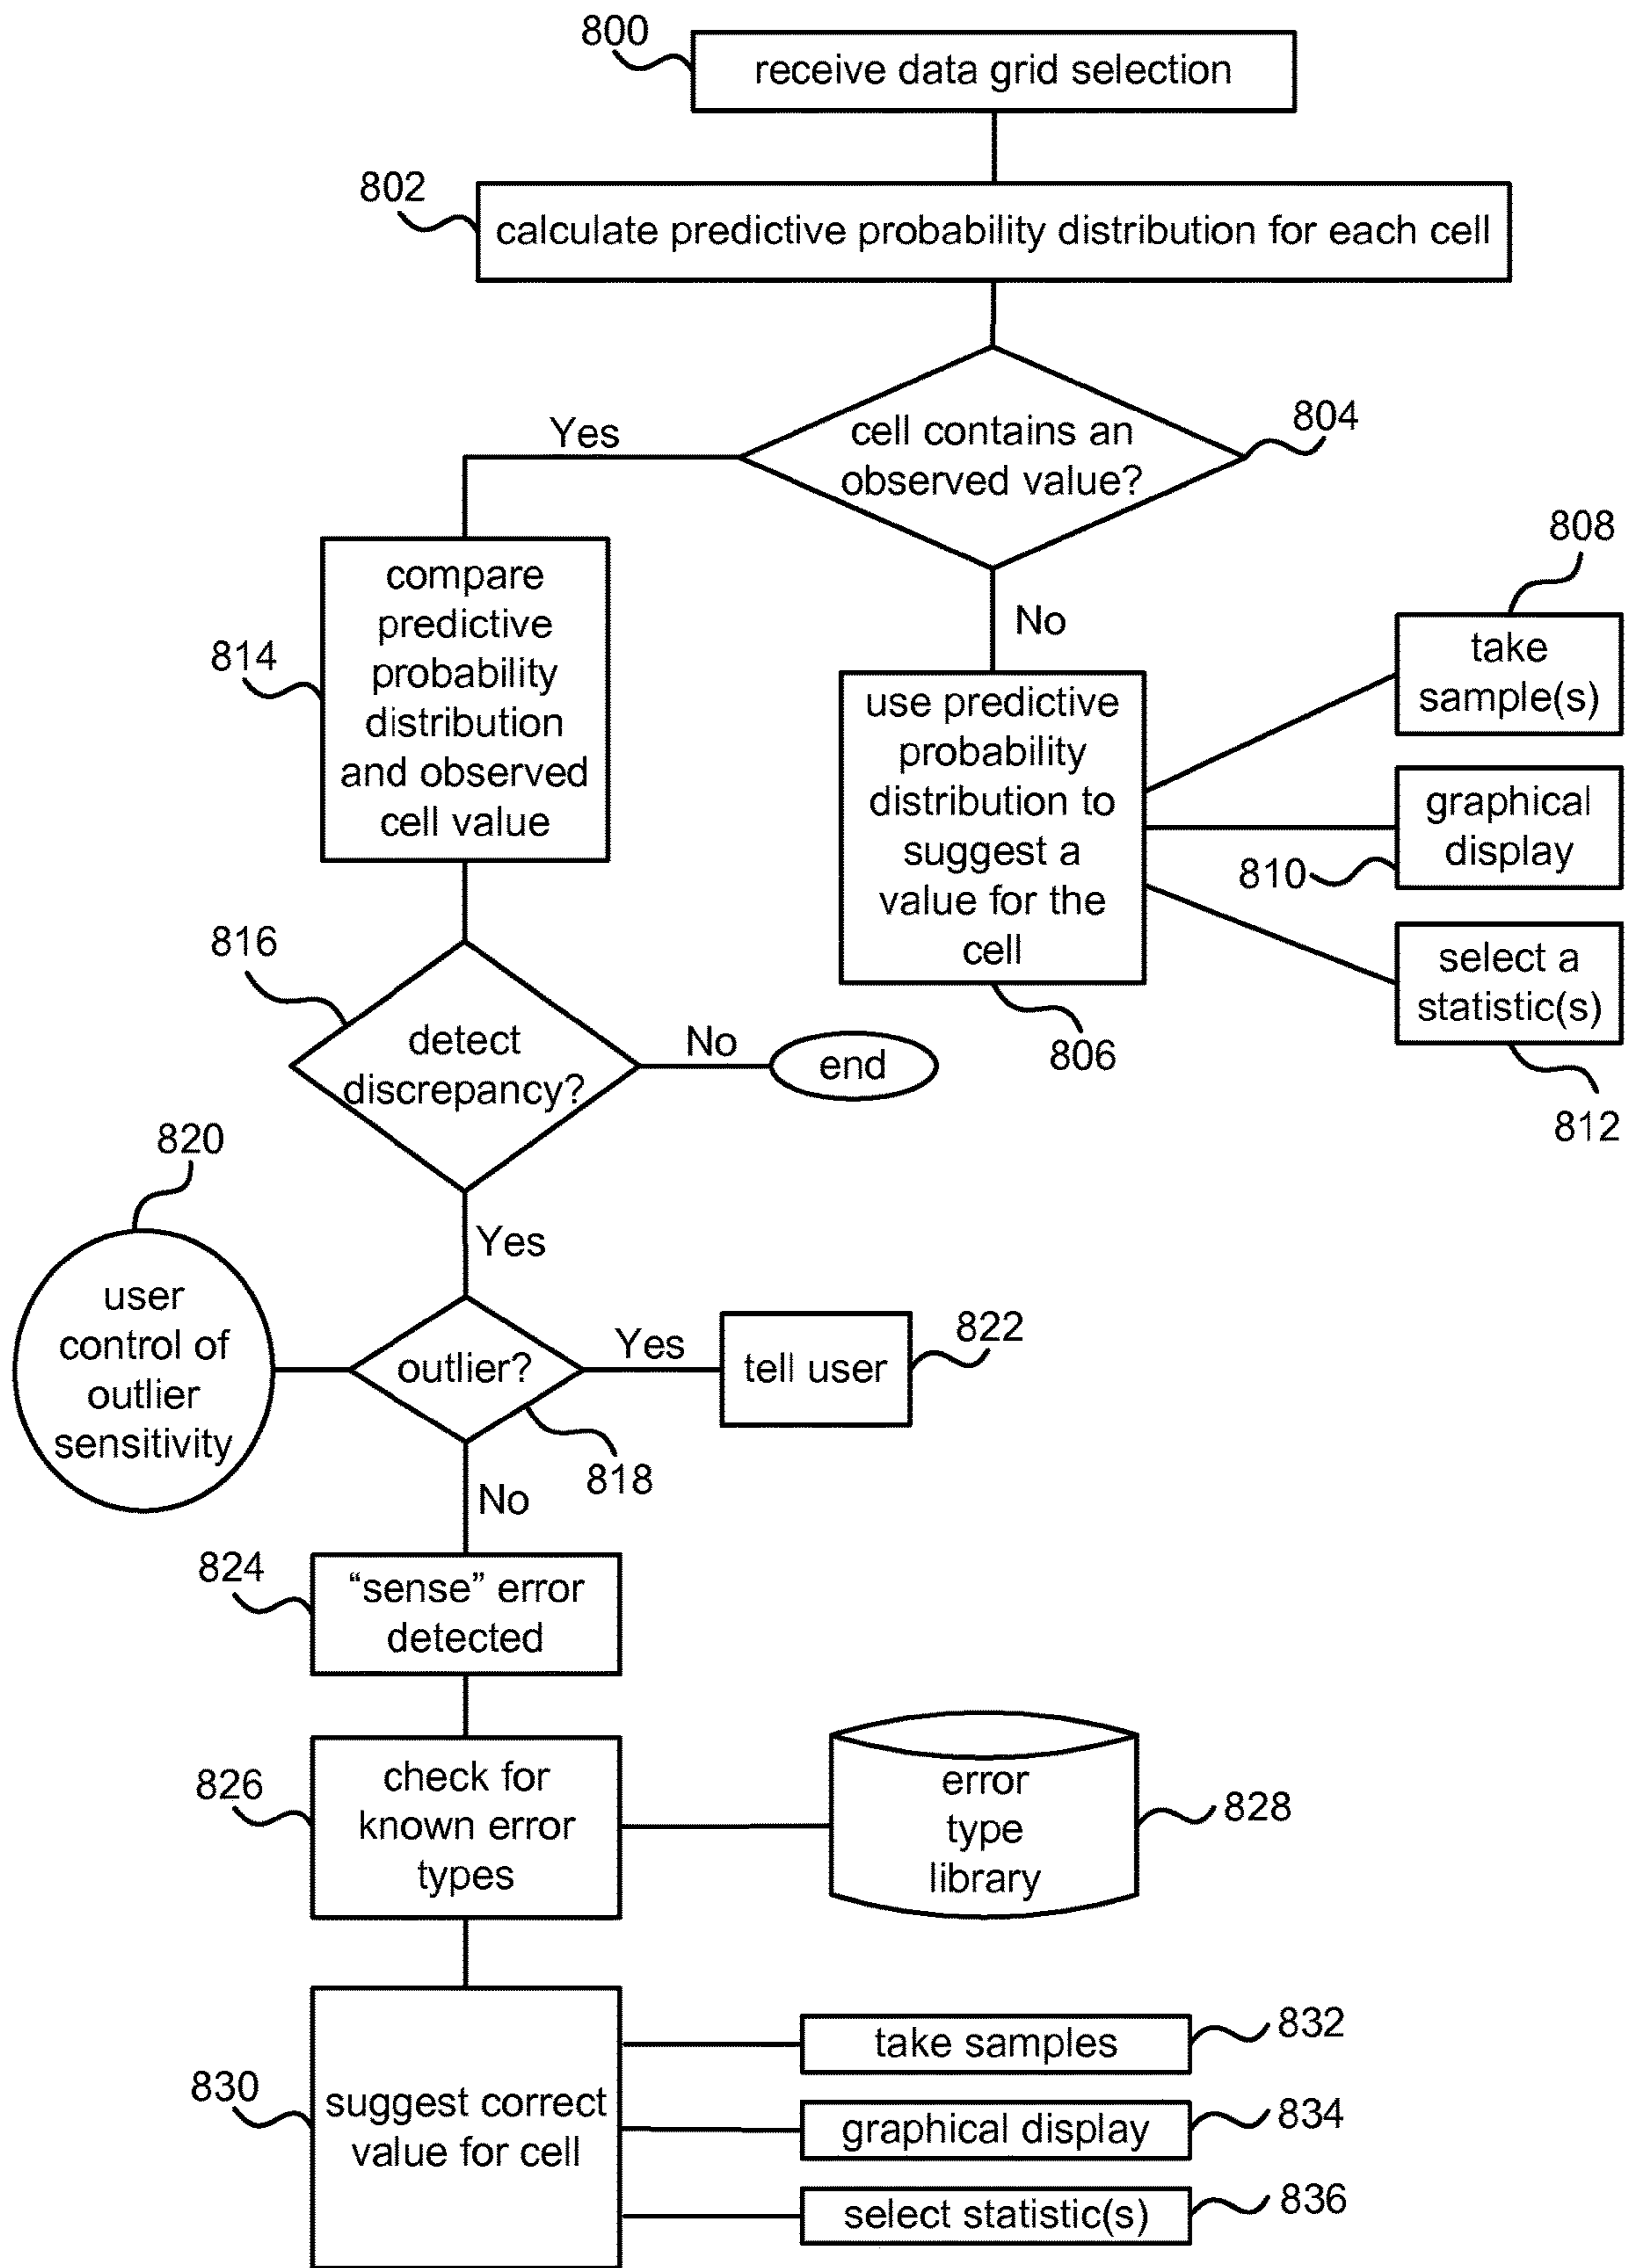 800
receive data grid selection
802
calculate predictive probability distribution for each cell
804
cell contains an
observed value?
Yes
No
814
compare
predictive
probability
distribution
and observed
cell value
use predictive
probability
distribution to
suggest a
value for the
cell
806
808
take
sample(s)
graphical
display
810
select a
statistic(s)
812
816
detect
discrepancy?
No
end
Yes
820
user
control of
outlier
sensitivity
outlier?
818
Yes
tell user
822
No
824
“sense” error
detected
826
check for
known error
types
error
type
library
828
830
suggest correct
value for cell
take samples
832
graphical display
834
select statistic(s)
836